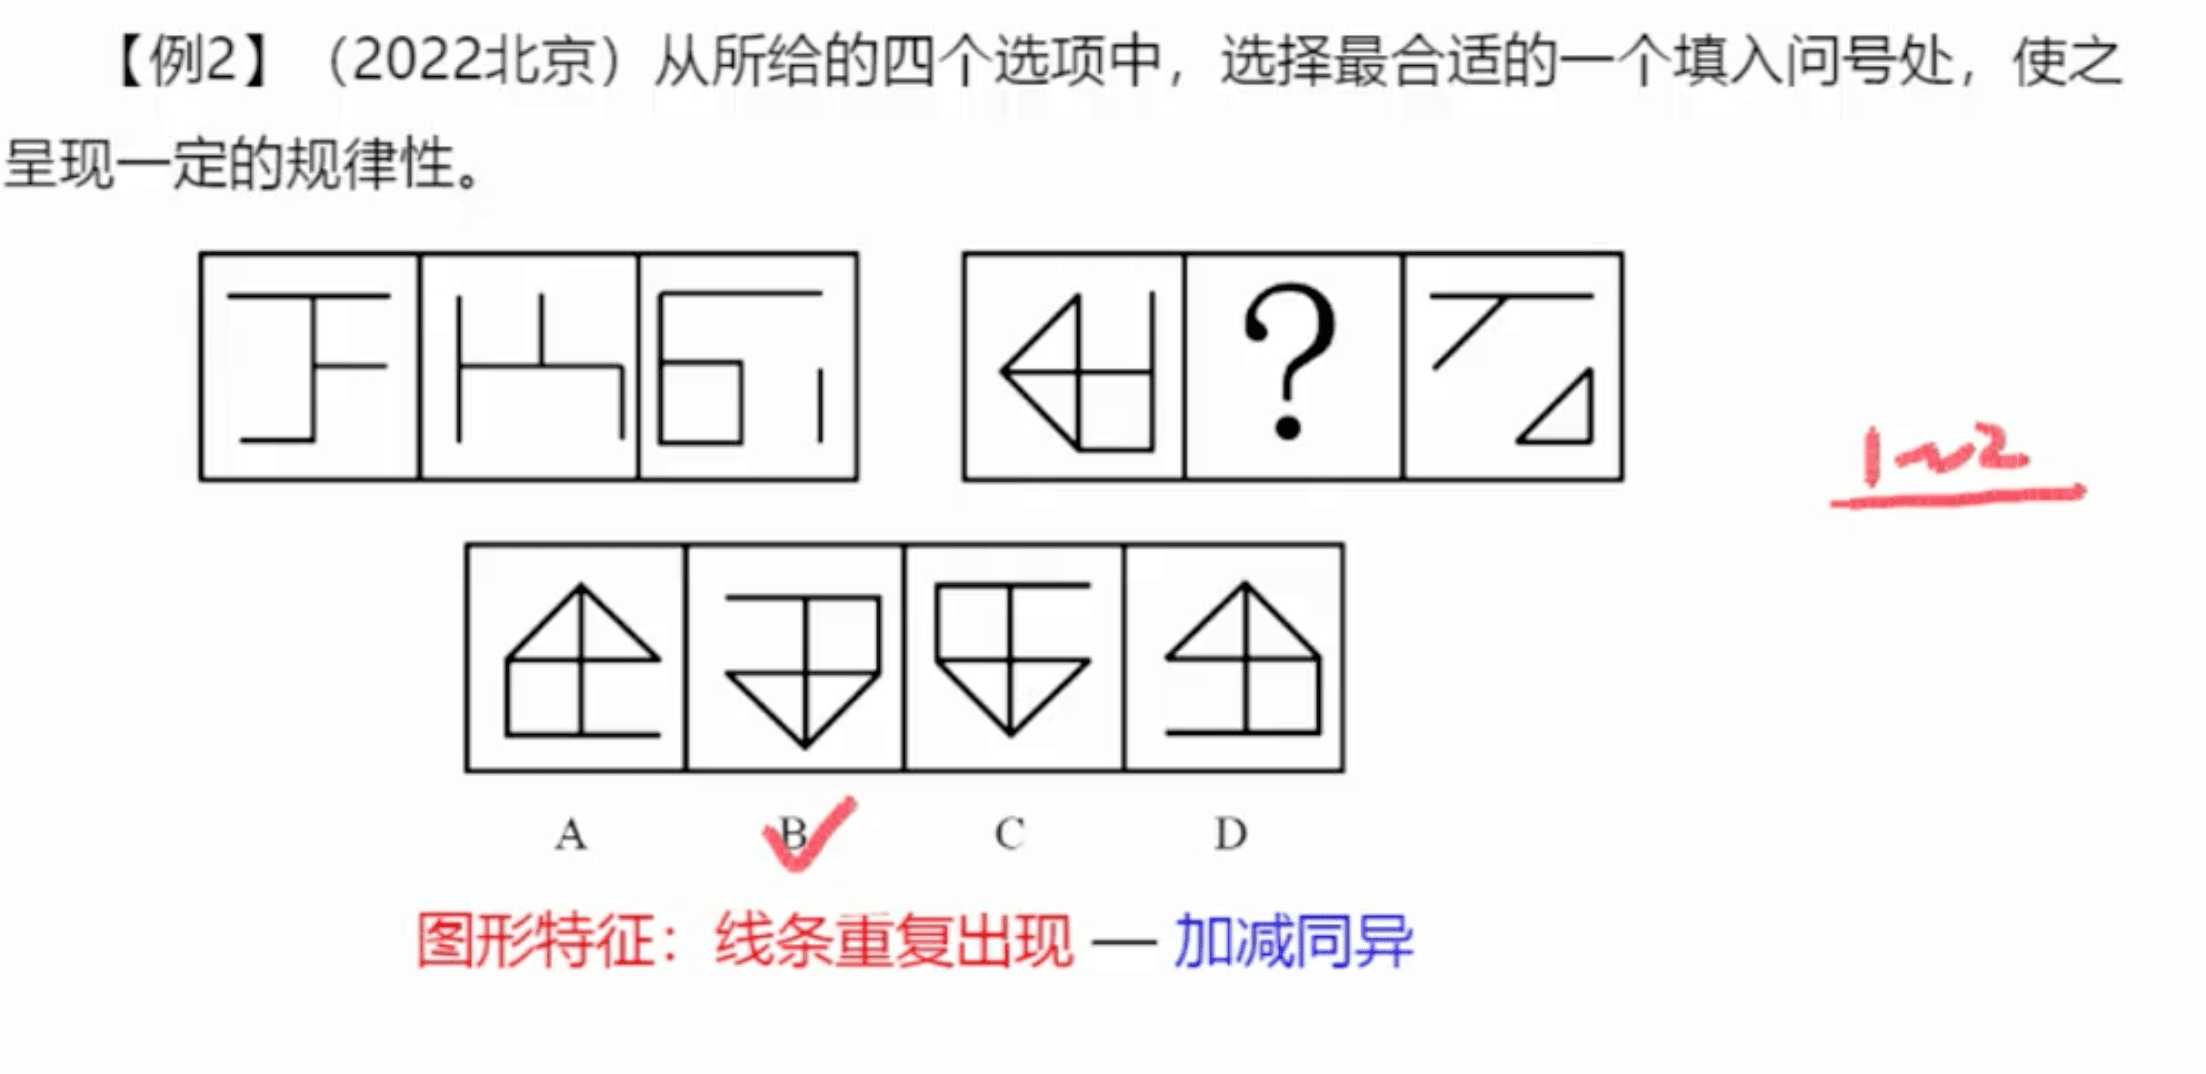 【例2】（2022北京）从所给的四个选项中，选择最合适的一个填入问号处，使之
呈现一定的规律性。
?
1~2
A B C D
图形特征：线条重复出现 — 加减同异